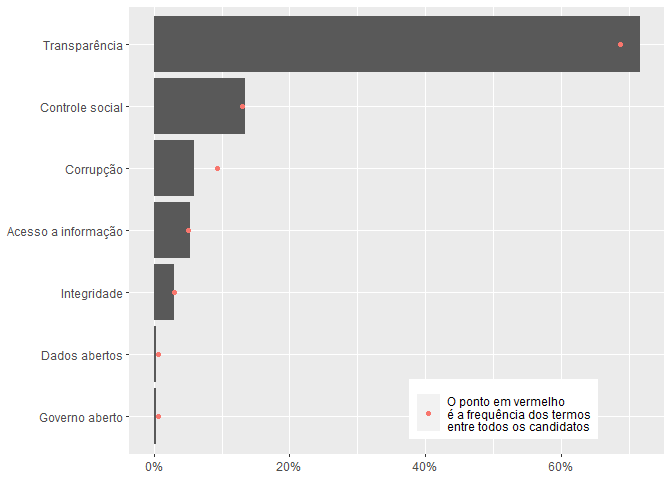 Transparência
Controle social
Corrupção
Acesso a informação
Integridade
Dados abertos
Governo aberto
O ponto em vermelho
é a frequência dos termos
entre todos os candidatos
0%
20%
40%
60%